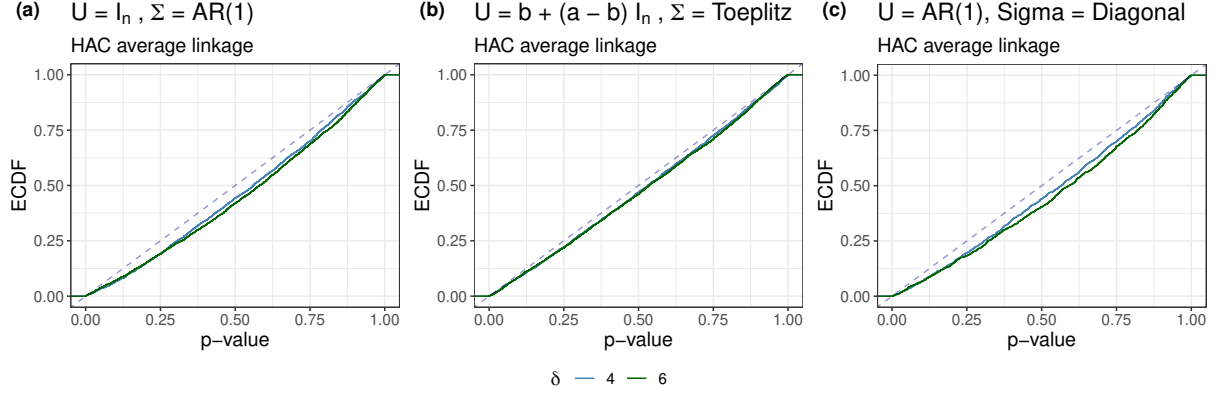 (a) U = Iₙ , Σ = AR(1)
HAC average linkage
1.00
0.75
0.50
0.25
0.00
ECDF
0.00 0.25 0.50 0.75 1.00
p−value
(b) U = b + (a − b) Iₙ , Σ = Toeplitz
HAC average linkage
1.00
0.75
0.50
0.25
0.00
ECDF
0.00 0.25 0.50 0.75 1.00
p−value
(c) U = AR(1), Sigma = Diagonal
HAC average linkage
1.00
0.75
0.50
0.25
0.00
ECDF
0.00 0.25 0.50 0.75 1.00
p−value
δ 4 6